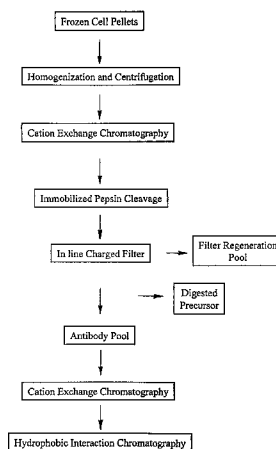 Frozen Cell Pellets
Homogenization and Centrifugation
Cation Exchange Chromatography
Immobilized Pepsin Cleavage
In line Charged Filter
Filter Regeneration
Pool
Digested
Precursor
Antibody Pool
Cation Exchange Chromatography
Hydrophobic Interaction Chromatography